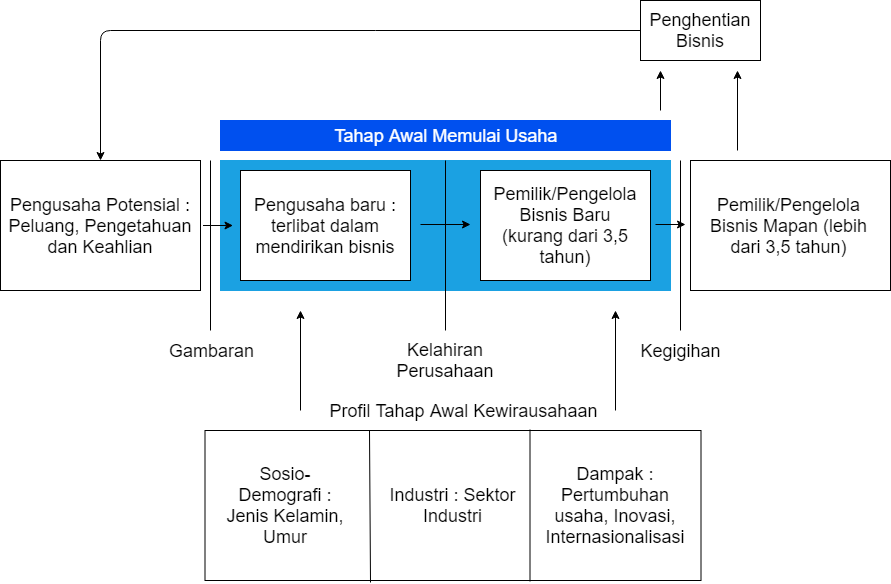 Penghentian
Bisnis
Tahap Awal Memulai Usaha
Pengusaha Potensial :
Peluang, Pengetahuan
dan Keahlian
Pengusaha baru :
terlibat dalam
mendirikan bisnis
Pemilik/Pengelola
Bisnis Baru
(kurang dari 3,5
tahun)
Pemilik/Pengelola
Bisnis Mapan (lebih
dari 3,5 tahun)
Gambaran
Kelahiran
Perusahaan
Kegigihan
Profil Tahap Awal Kewirausahaan
Sosio-
Demografi :
Jenis Kelamin,
Umur
Industri : Sektor
Industri
Dampak :
Pertumbuhan
usaha, Inovasi,
Internasionalisasi